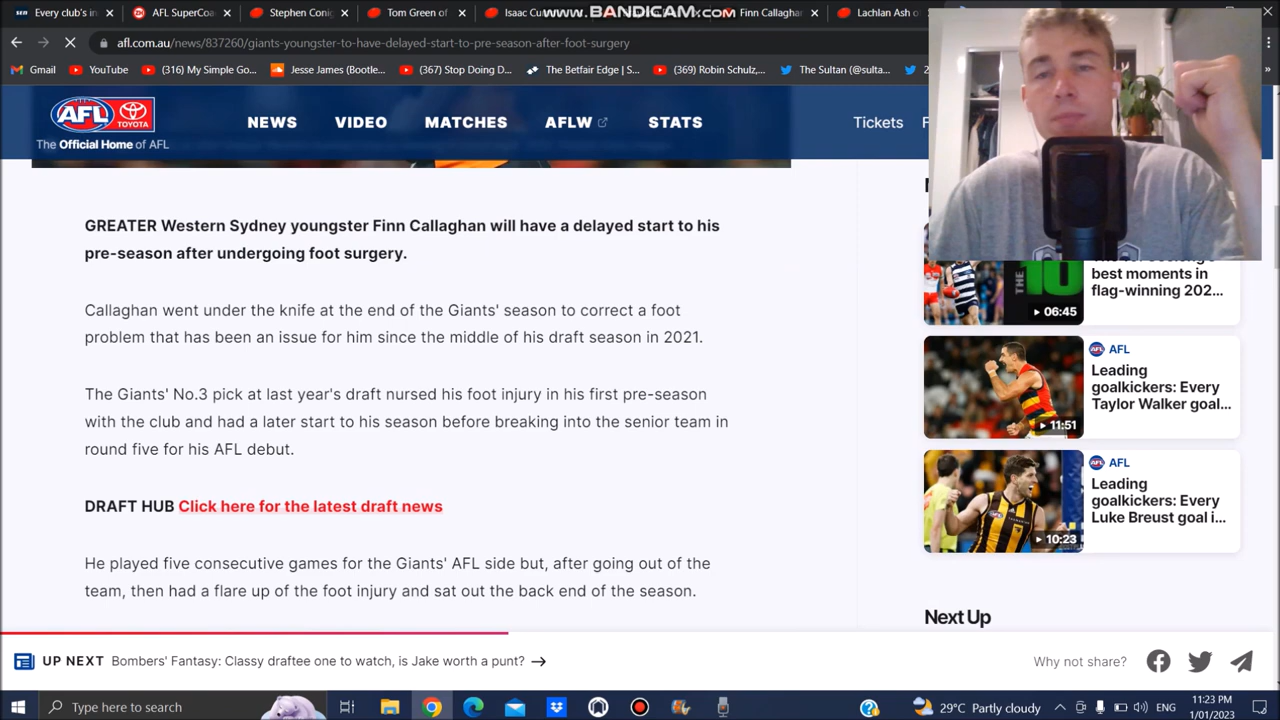 Every club's in
AFL SuperCoa
Stephen Conig
Tom Green of
Isaac Cu
www.BANDICAM.com
Finn Callaghan
Lachlan Ash o
afl.com.au/news/837260/giants-youngster-to-have-delayed-start-to-pre-season-after-foot-surgery
Gmail
YouTube
(316) My Simple Go...
Jesse James (Bootle...
(367) Stop Doing D...
The Betfair Edge | S...
(369) Robin Schulz,...
The Sultan (@sulta...
AFL TOYOTA
The Official Home of AFL
NEWS
VIDEO
MATCHES
AFLW
STATS
Tickets
GREATER Western Sydney youngster Finn Callaghan will have a delayed start to his
pre-season after undergoing foot surgery.
Callaghan went under the knife at the end of the Giants' season to correct a foot
problem that has been an issue for him since the middle of his draft season in 2021.
The Giants' No.3 pick at last year's draft nursed his foot injury in his first pre-season
with the club and had a later start to his season before breaking into the senior team in
round five for his AFL debut.
DRAFT HUB Click here for the latest draft news
He played five consecutive games for the Giants' AFL side but, after going out of the
team, then had a flare up of the foot injury and sat out the back end of the season.
best moments in
flag-winning 202...
THE 10
06:45
AFL
Leading
goalkickers: Every
Taylor Walker goal...
11:51
AFL
Leading
goalkickers: Every
Luke Breust goal i...
10:23
Next Up
UP NEXT Bombers' Fantasy: Classy draftee one to watch, is Jake worth a punt?
Why not share?
Type here to search
29°C Partly cloudy
ENG
11:23 PM
1/01/2023